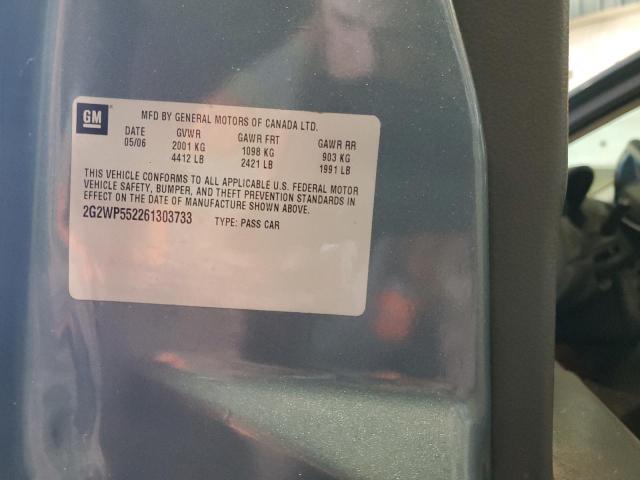 GM
MFD BY GENERAL MOTORS OF CANADA LTD.
DATE GVWR GAWR FRT GAWR RR
05/06 2001 KG 1098 KG 903 KG
4412 LB 2421 LB 1991 LB
THIS VEHICLE CONFORMS TO ALL APPLICABLE U.S. FEDERAL MOTOR
VEHICLE SAFETY, BUMPER, AND THEFT PREVENTION STANDARDS IN
EFFECT ON THE DATE OF MANUFACTURE SHOWN ABOVE.
2G2WP552261303733 TYPE: PASS CAR